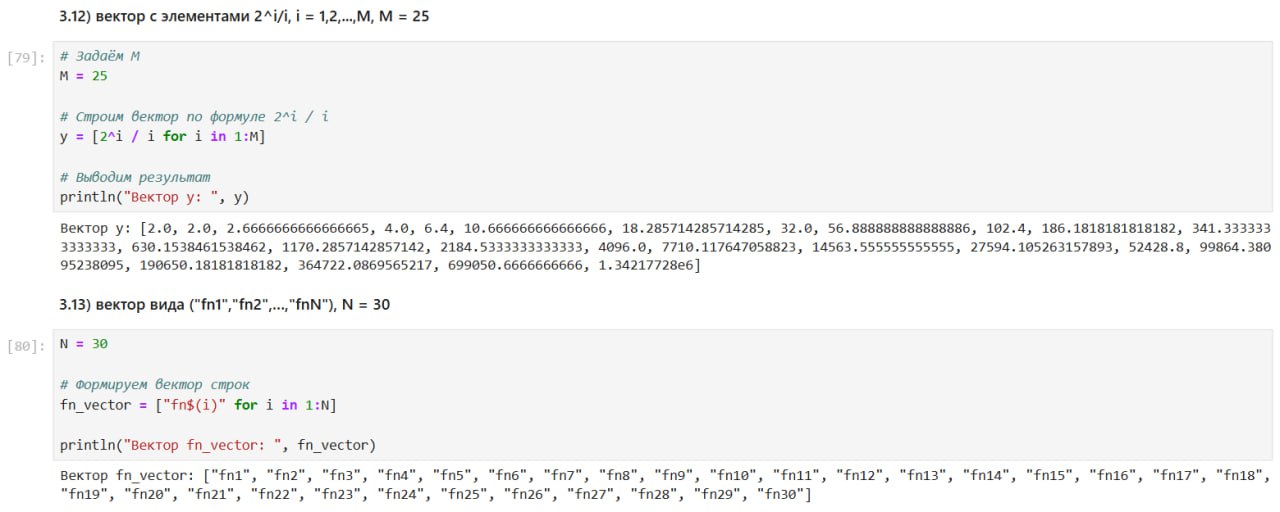 3.12) вектор с элементами 2^i/i, i = 1,2,...,M, M = 25
[79]:
# Задаём M
M = 25
# Строим вектор по формуле 2^i / i
y = [2^i / i for i in 1:M]
# Выводим результат
println("Вектор y: ", y)
Вектор y: [2.0, 2.0, 2.6666666666666665, 4.0, 6.4, 10.666666666666666, 18.285714285714285, 32.0, 56.888888888888886, 102.4, 186.1818181818182, 341.333333
3333333, 630.1538461538462, 1170.2857142857142, 2184.5333333333333, 4096.0, 7710.117647058823, 14563.555555555555, 27594.105263157893, 52428.8, 99864.380
95238095, 190650.18181818182, 364722.0869565217, 699050.6666666666, 1.34217728e6]
3.13) вектор вида ("fn1","fn2",...,"fnN"), N = 30
[80]:
N = 30
# Формируем вектор строк
fn_vector = ["fn$(i)" for i in 1:N]
println("Вектор fn_vector: ", fn_vector)
Вектор fn_vector: ["fn1", "fn2", "fn3", "fn4", "fn5", "fn6", "fn7", "fn8", "fn9", "fn10", "fn11", "fn12", "fn13", "fn14", "fn15", "fn16", "fn17", "fn18",
"fn19", "fn20", "fn21", "fn22", "fn23", "fn24", "fn25", "fn26", "fn27", "fn28", "fn29", "fn30"]